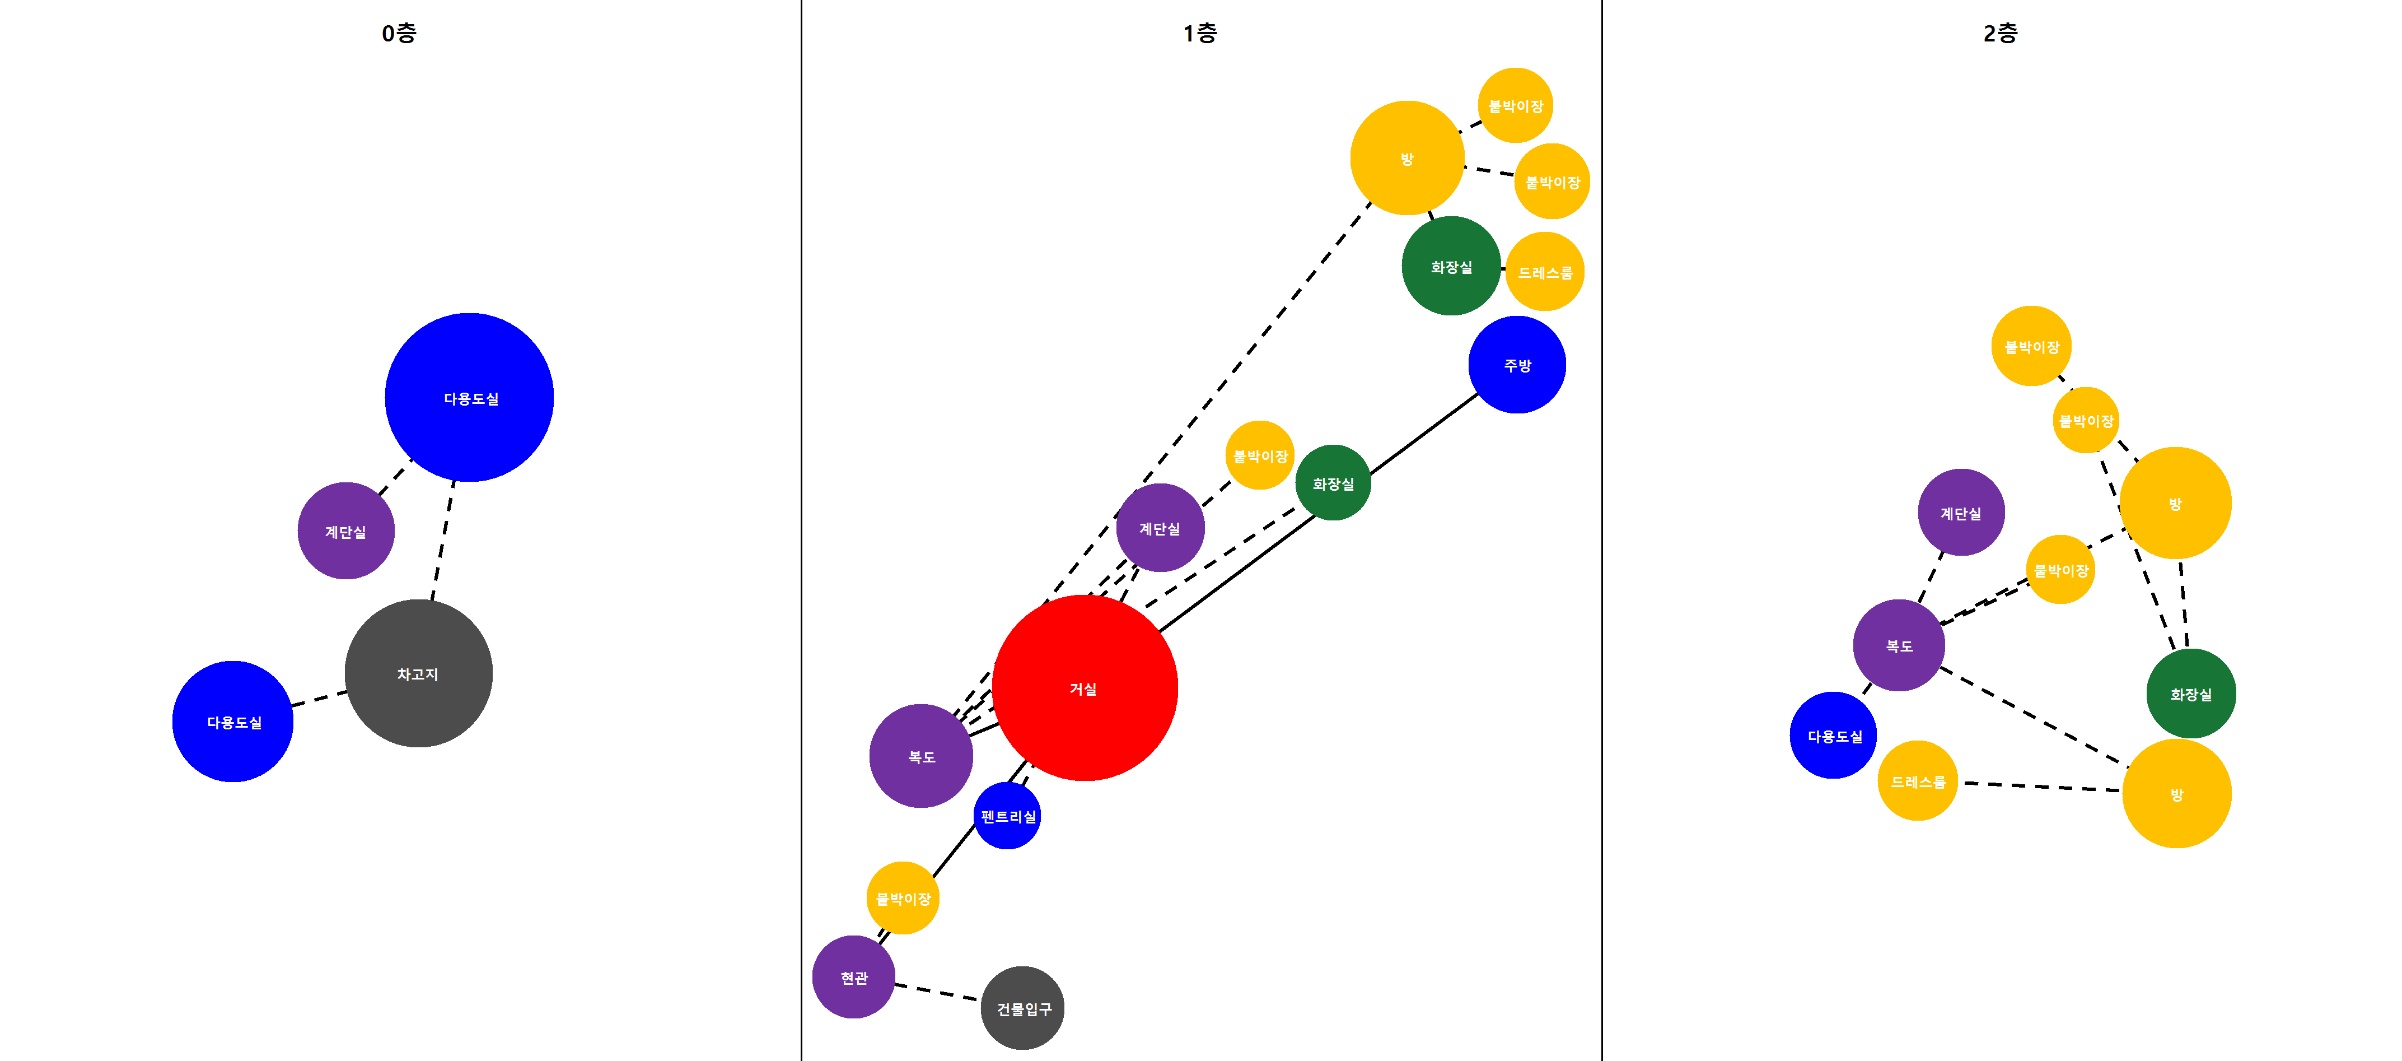 0층
다용도실
계단실
차고지
다용도실
1층
붙박이장
방
붙박이장
화장실
드레스룸
주방
붙박이장
화장실
계단실
거실
복도
펜트리실
붙박이장
현관
건물입구
2층
붙박이장
붙박이장
방
계단실
붙박이장
복도
화장실
다용도실
드레스룸
방